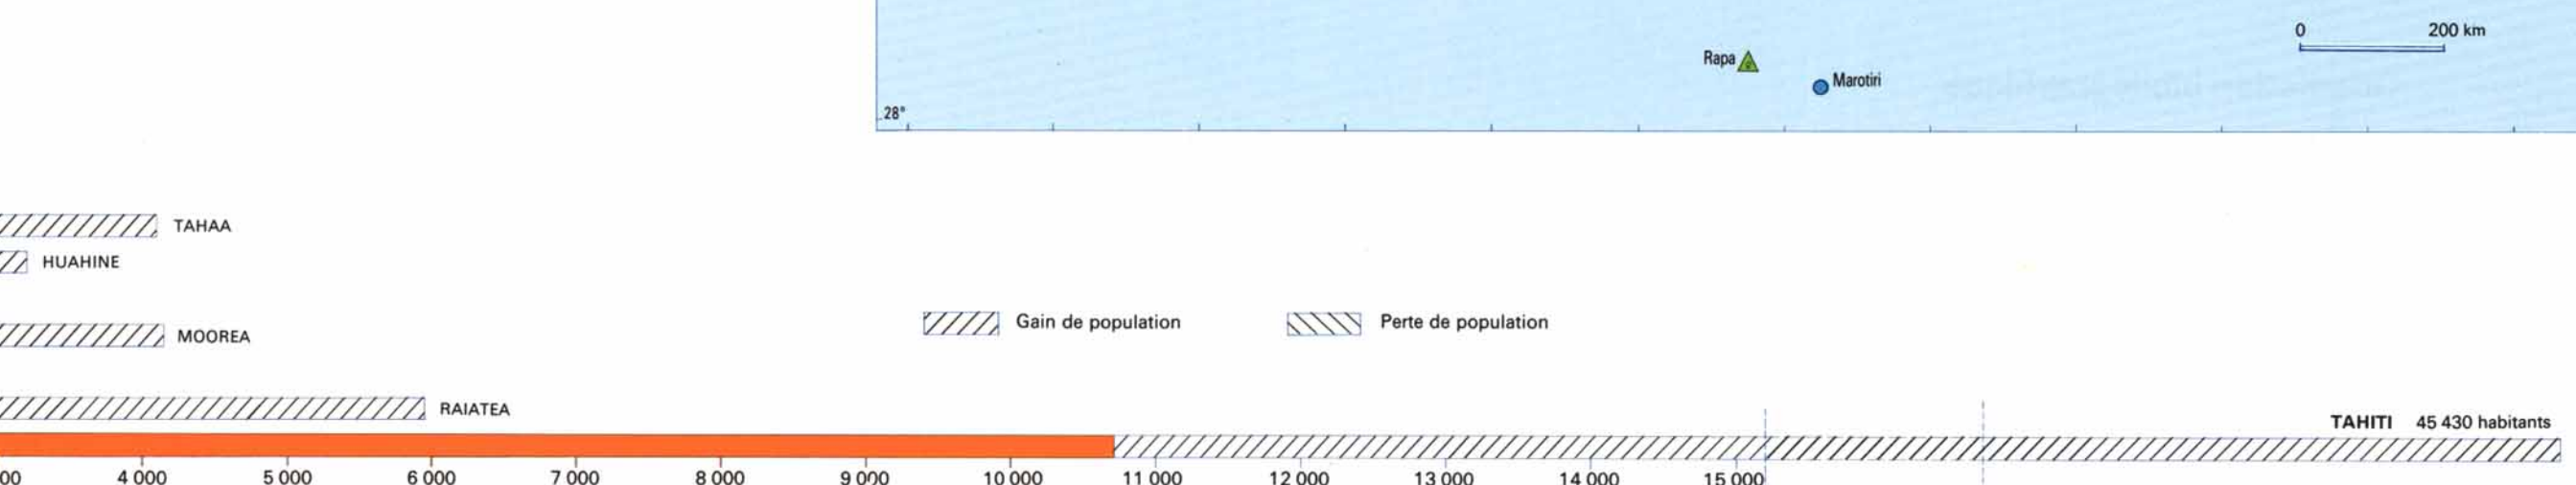 0 200 km
Rapa
Marotiri
28°
TAHAA
HUAHINE
Gain de population Perte de population
MOOREA
RAIATEA
TAHITI 45 430 habitants
00 4 000 5 000 6 000 7 000 8 000 9 000 10 000 11 000 12 000 13 000 14 000 15 000